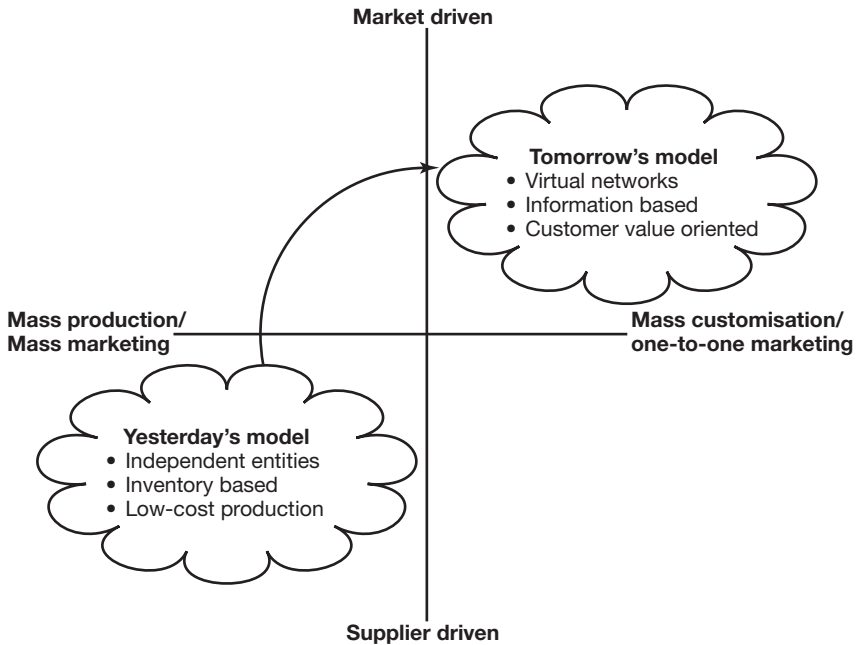 Market driven
Tomorrow’s model
• Virtual networks
• Information based
• Customer value oriented
Mass production/
Mass marketing
Mass customisation/
one-to-one marketing
Yesterday’s model
• Independent entities
• Inventory based
• Low-cost production
Supplier driven